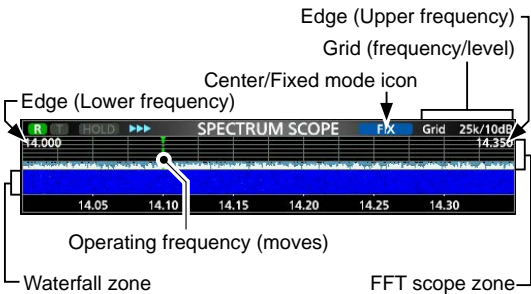 Edge (Upper frequency)
Grid (frequency/level)
Center/Fixed mode icon
Edge (Lower frequency)
R T HOLD SPECTRUM SCOPE FIX Grid 25k/10dB
14.000 14.350
14.05 14.10 14.15 14.20 14.25 14.30
Operating frequency (moves)
Waterfall zone FFT scope zone